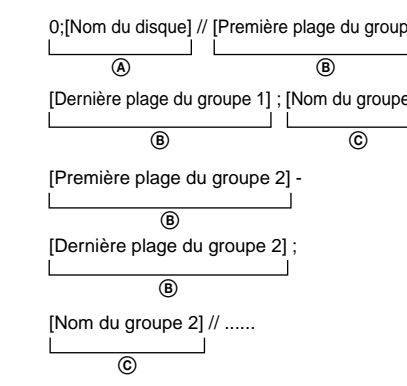 0;[Nom du disque] // [Première plage du group
Ⓐ Ⓑ
[Dernière plage du groupe 1] ; [Nom du groupe
Ⓑ Ⓒ
[Première plage du groupe 2] -
Ⓑ
[Dernière plage du groupe 2] ;
Ⓑ
[Nom du groupe 2] // ......
Ⓒ